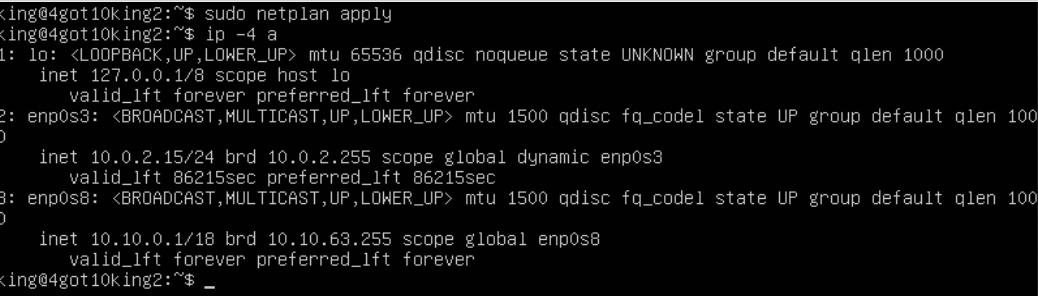 king@4got10king2:~$ sudo netplan apply
king@4got10king2:~$ ip -4 a
1: lo: <LOOPBACK,UP,LOWER_UP> mtu 65536 qdisc noqueue state UNKNOWN group default qlen 1000
    inet 127.0.0.1/8 scope host lo
       valid_lft forever preferred_lft forever
2: enp0s3: <BROADCAST,MULTICAST,UP,LOWER_UP> mtu 1500 qdisc fq_codel state UP group default qlen 100
0
    inet 10.0.2.15/24 brd 10.0.2.255 scope global dynamic enp0s3
       valid_lft 86215sec preferred_lft 86215sec
3: enp0s8: <BROADCAST,MULTICAST,UP,LOWER_UP> mtu 1500 qdisc fq_codel state UP group default qlen 100
0
    inet 10.10.0.1/18 brd 10.10.63.255 scope global enp0s8
       valid_lft forever preferred_lft forever
king@4got10king2:~$ _